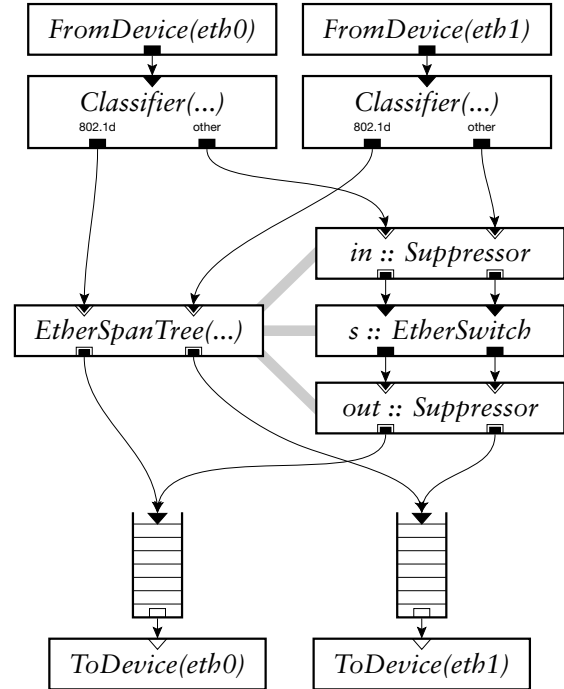 FromDevice(eth0)
FromDevice(eth1)
Classifier(...)
802.1d other
Classifier(...)
802.1d other
in :: Suppressor
EtherSpanTree(...)
s :: EtherSwitch
out :: Suppressor
ToDevice(eth0)
ToDevice(eth1)